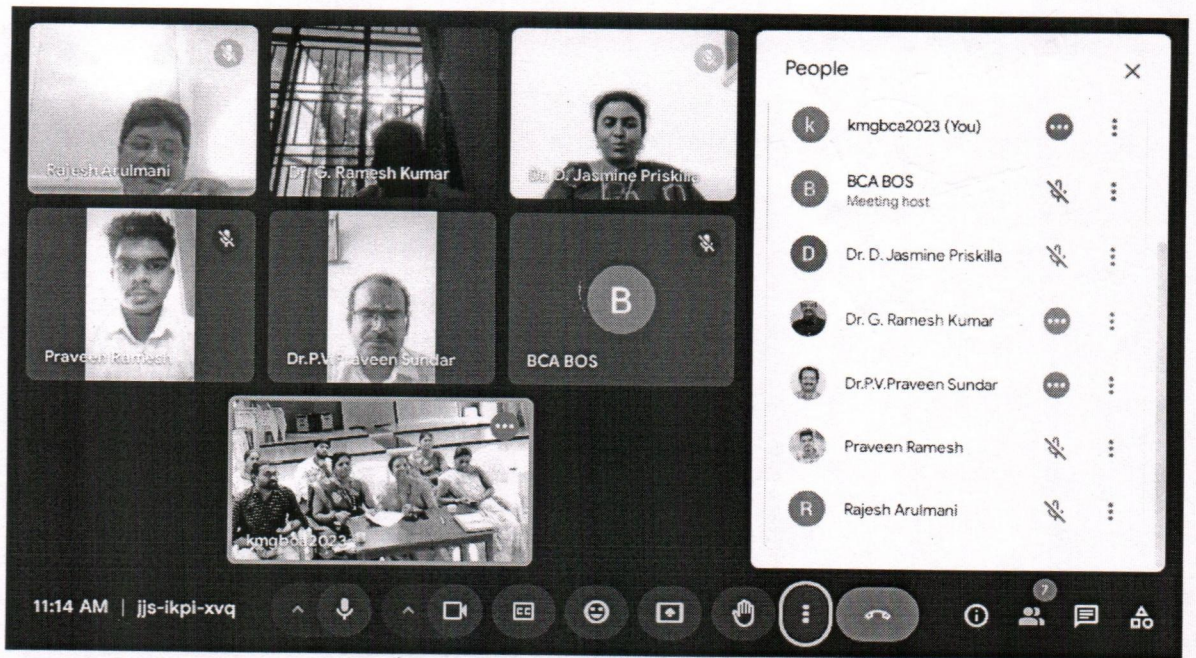 Rajesh Arulmani
Dr. G. Ramesh Kumar
Dr. D. Jasmine Priskilla
Praveen Ramesh
Dr.P.V.Praveen Sundar
B
BCA BOS
kmgbca2023
People
k
kmgbca2023 (You)
B
BCA BOS
Meeting host
D
Dr. D. Jasmine Priskilla
Dr. G. Ramesh Kumar
Dr.P.V.Praveen Sundar
Praveen Ramesh
R
Rajesh Arulmani
11:14 AM | jjs-ikpi-xvq
CC
7